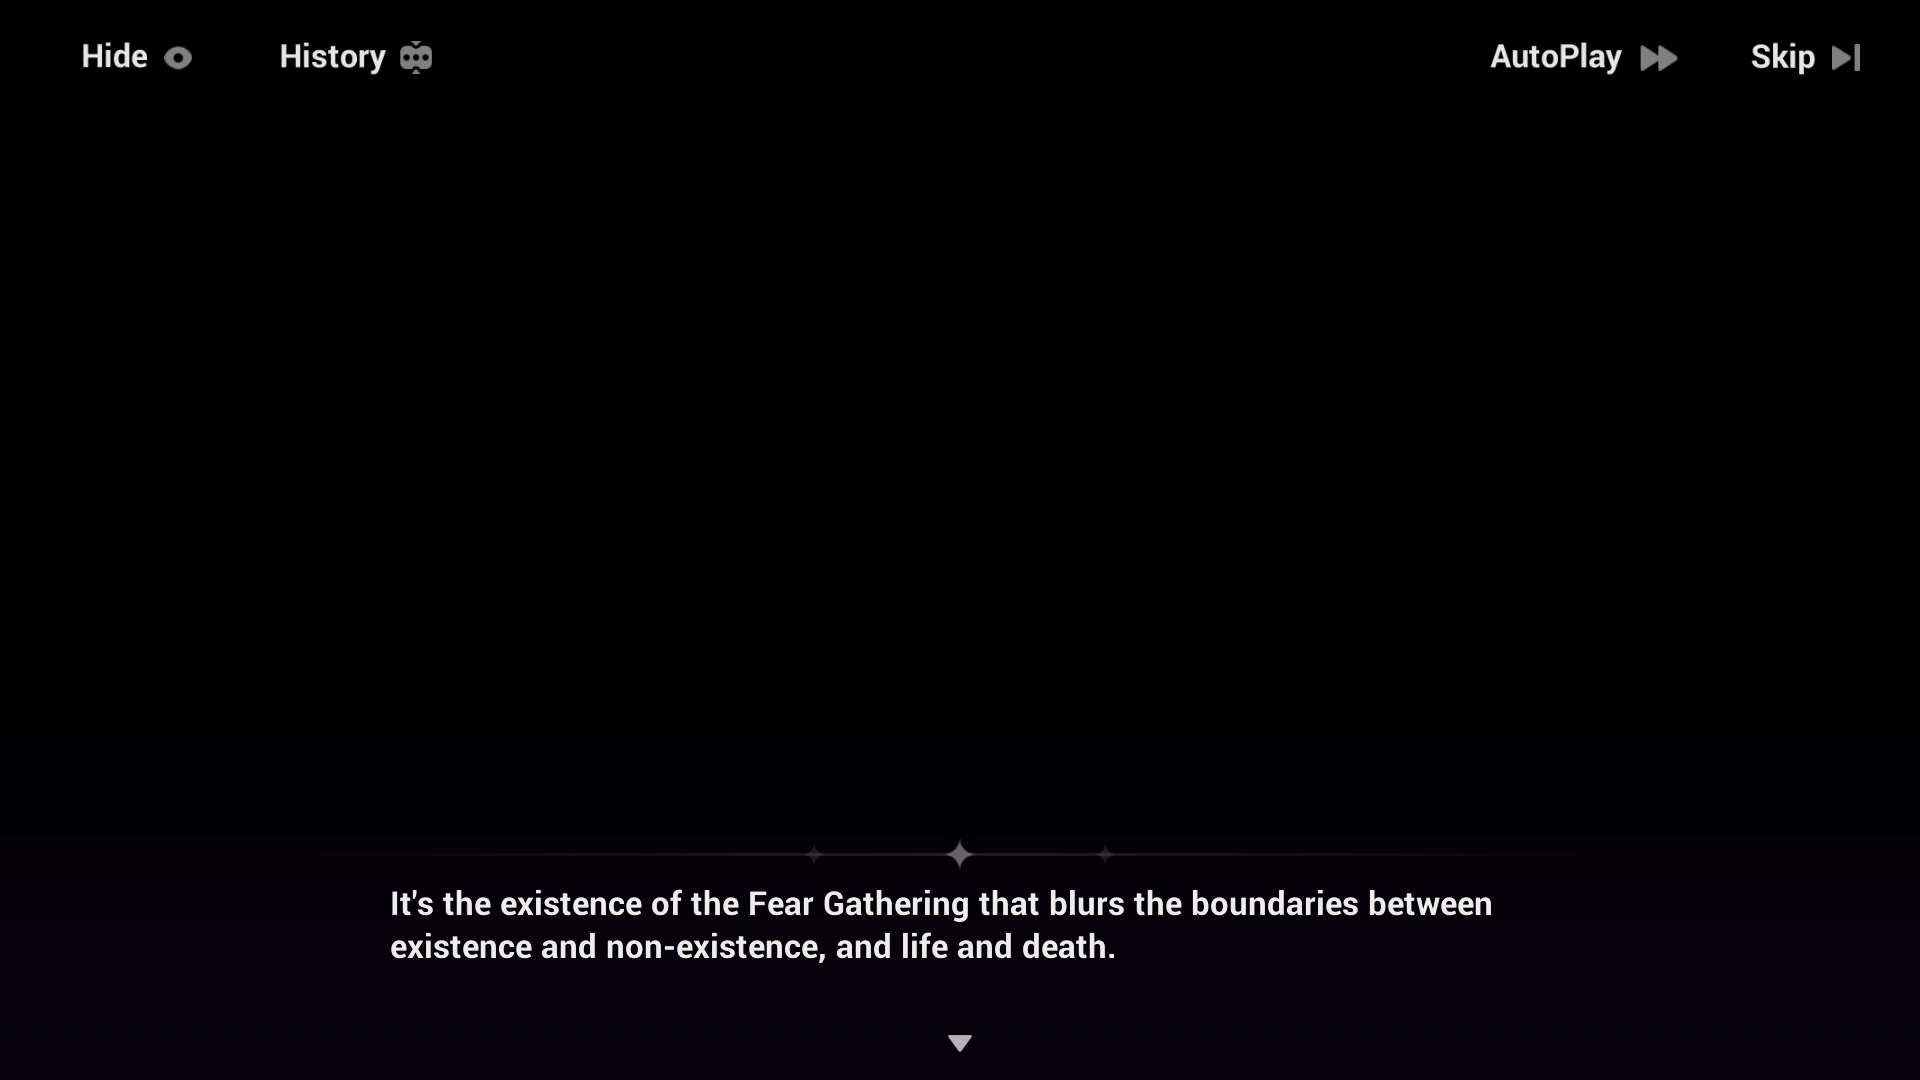 Hide
History
AutoPlay
Skip
It's the existence of the Fear Gathering that blurs the boundaries between
existence and non-existence, and life and death.